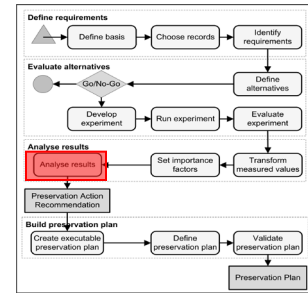 Define requirements
Define basis
Choose records
Identify
requirements
Evaluate alternatives
Go/No-Go
Define
alternatives
Develop
experiment
Run experiment
Evaluate
experiment
Analyse results
Analyse results
Set importance
factors
Transform
measured values
Preservation Action
Recommendation
Build preservation plan
Create executable
preservation plan
Define
preservation plan
Validate
preservation plan
Preservation Plan